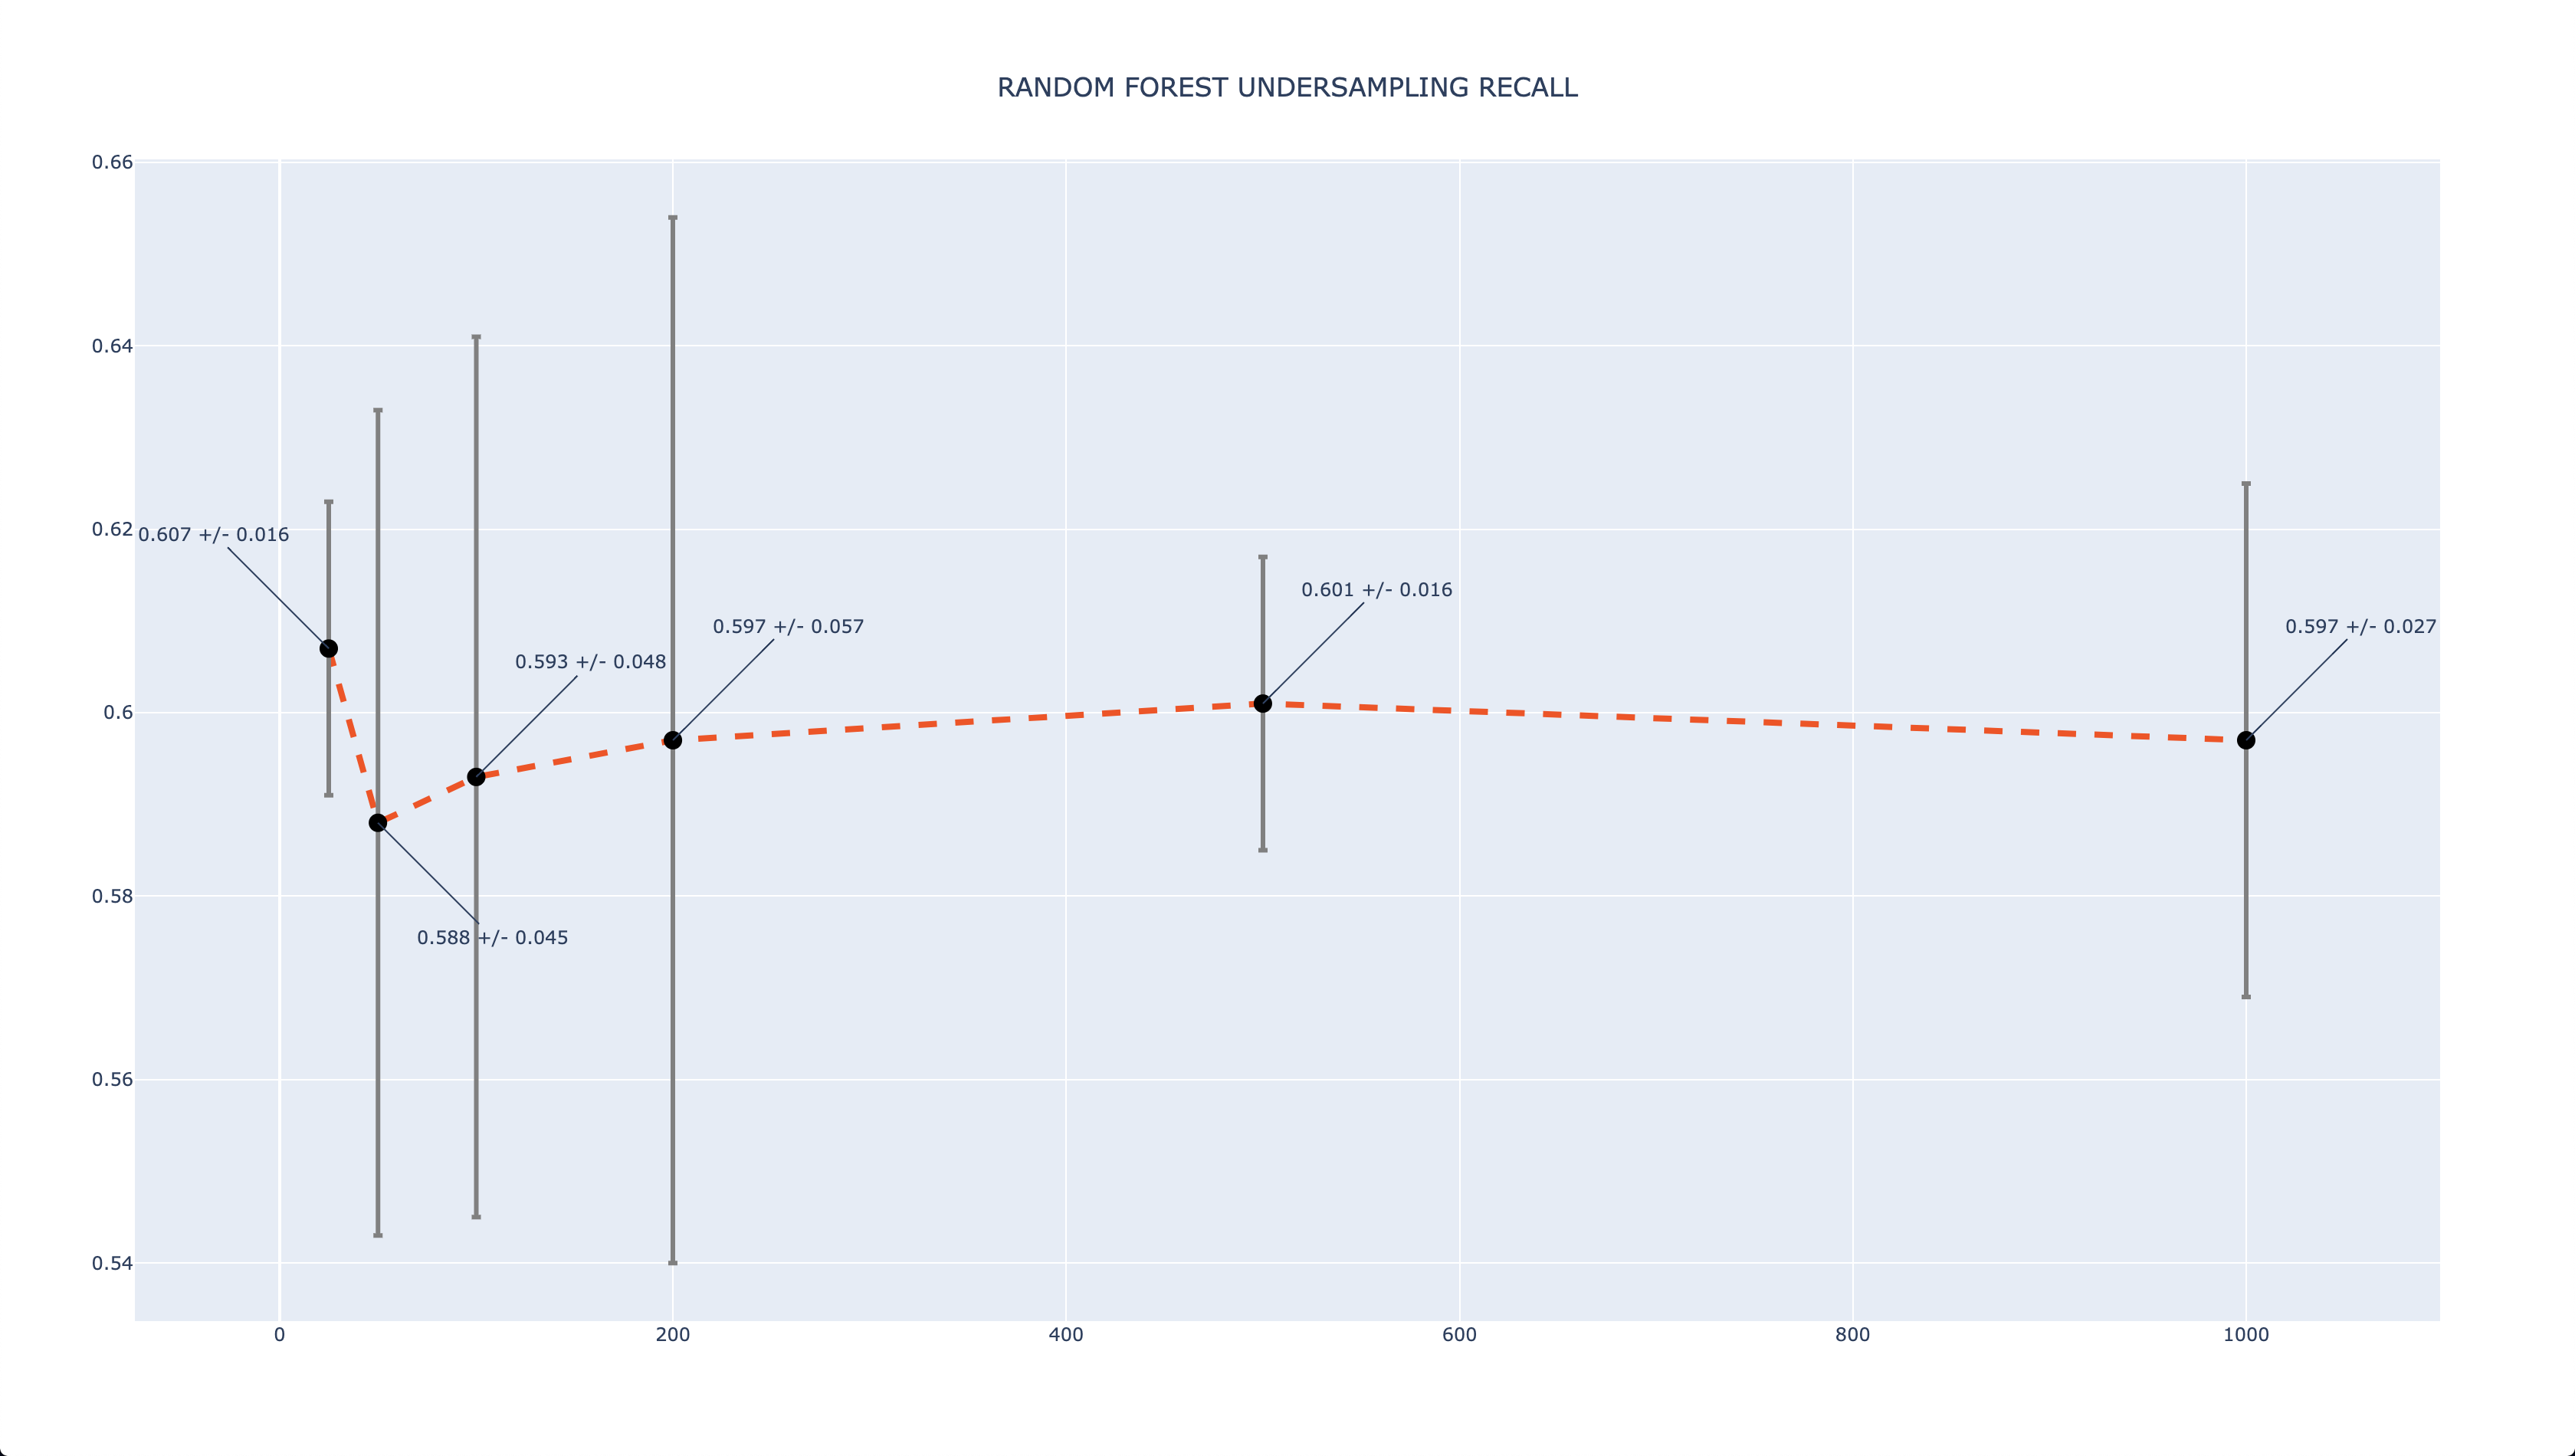 RANDOM FOREST UNDERSAMPLING RECALL
0.66
0.64
0.62
0.607 +/- 0.016
0.601 +/- 0.016
0.597 +/- 0.057
0.597 +/- 0.027
0.593 +/- 0.048
0.6
0.58
0.588 +/- 0.045
0.56
0.54
0 200 400 600 800 1000